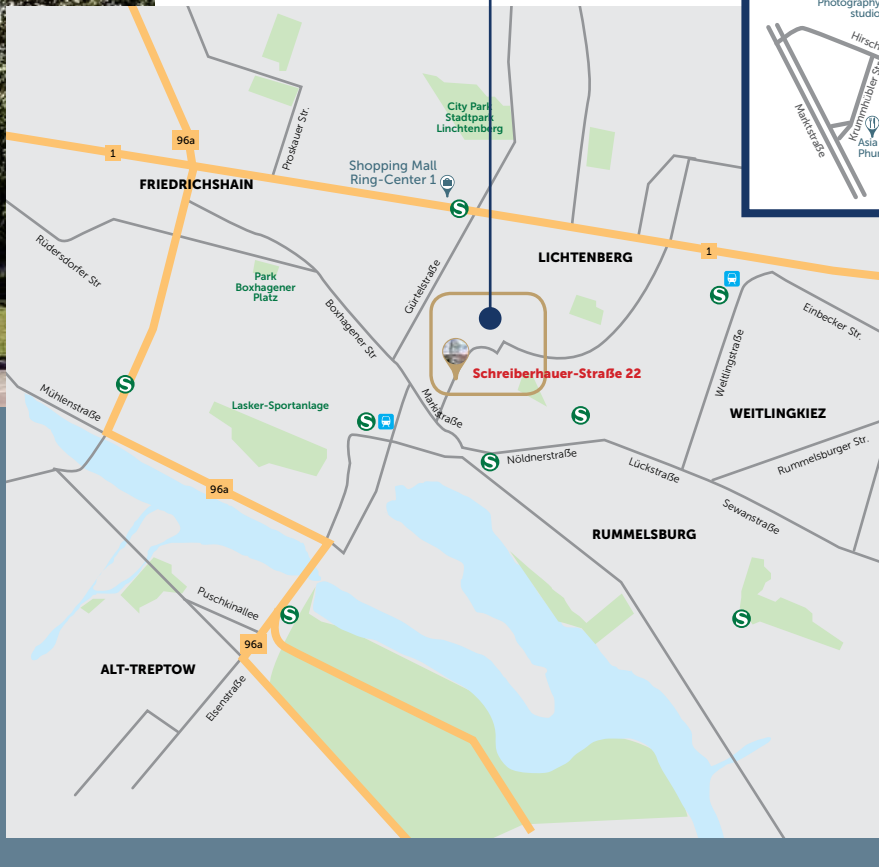 Photography
studio
Hirsch
Krummhübler Str
Marktstraße
Asia
Phu
City Park
Stadtpark
Linchtenberg
96a
1
Proskauer Str.
Shopping Mall
Ring-Center 1
FRIEDRICHSHAIN
S
LICHTENBERG
1
Rüdersdorfer Str
Park
Boxhagener
Platz
Gürtelstraße
Boxhagener Str
S
Einbecker Str.
Weitlingstraße
Schreiberhauer-Straße 22
S
Mühlenstraße
Lasker-Sportanlage
Marktstraße
S
S
WEITLINGKIEZ
S
Nöldnerstraße
Lückstraße
Rummelsburger Str.
96a
Sewanstraße
RUMMELSBURG
Puschkinallee
S
S
96a
ALT-TREPTOW
Elsenstraße